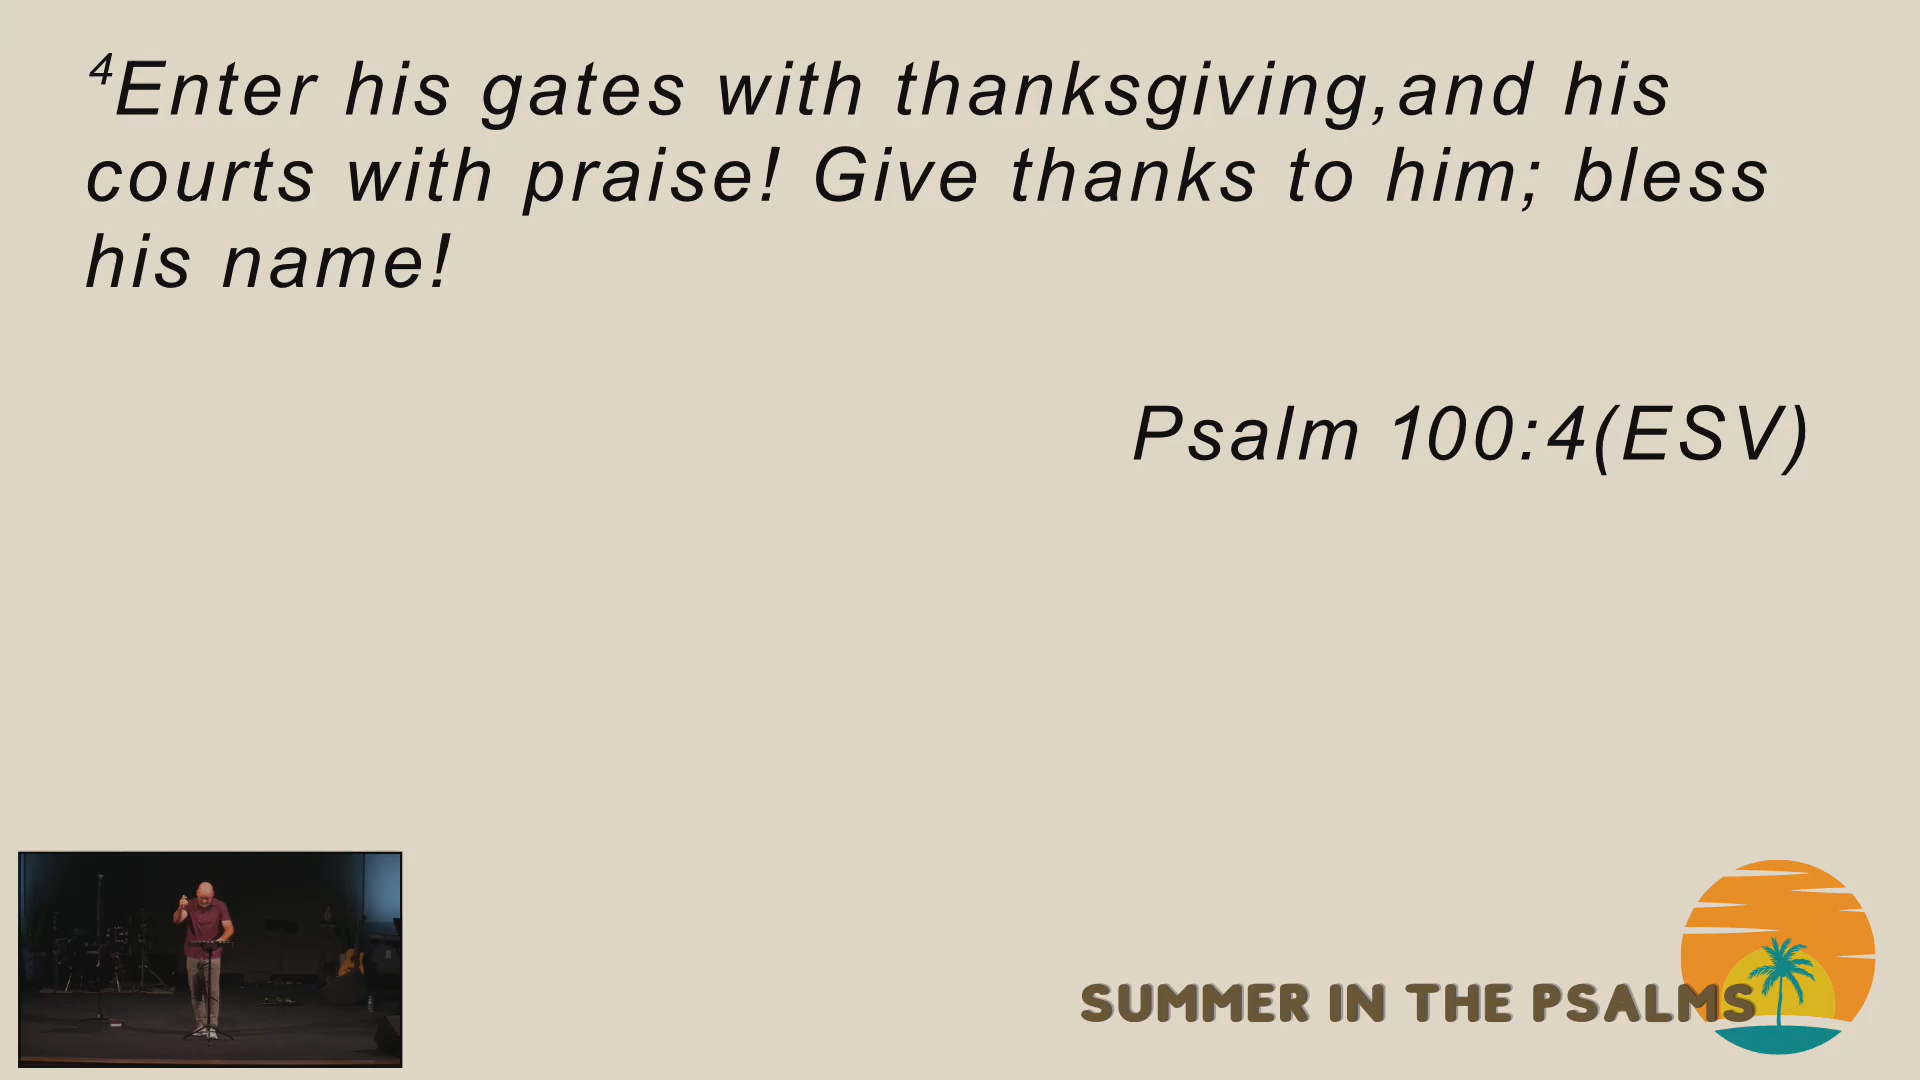 ⁴Enter his gates with thanksgiving,and his
courts with praise! Give thanks to him; bless
his name!
Psalm 100:4(ESV)
SUMMER IN THE PSALMS